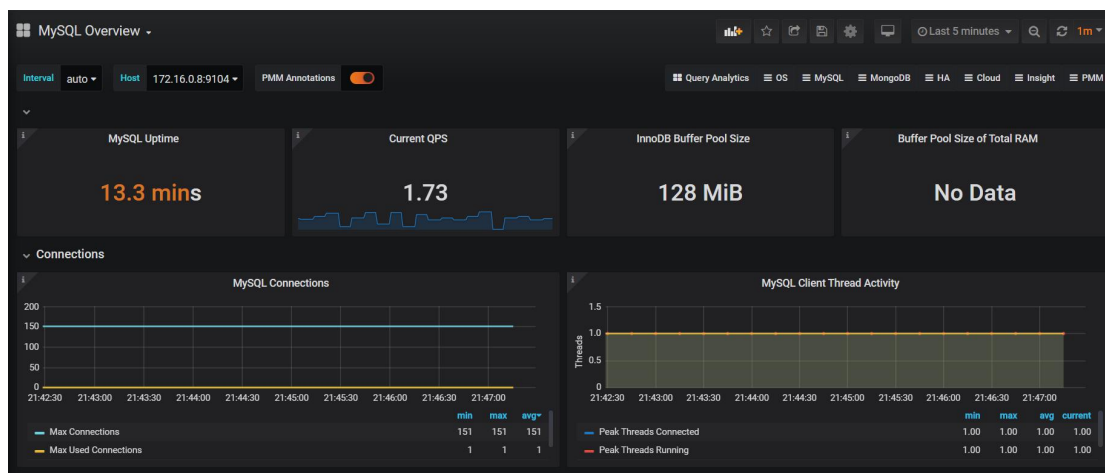 MySQL Overview
Last 5 minutes
1m
Interval auto Host 172.16.0.8:9104 PMM Annotations
Query Analytics OS MySQL MongoDB HA Cloud Insight PMM
MySQL Uptime
13.3 mins
Current QPS
1.73
InnoDB Buffer Pool Size
128 MiB
Buffer Pool Size of Total RAM
No Data
Connections
MySQL Connections
200
150
100
50
0
21:42:30 21:43:00 21:43:30 21:44:00 21:44:30 21:45:00 21:45:30 21:46:00 21:46:30 21:47:00
min max avg
Max Connections 151 151 151
Max Used Connections 1 1 1
MySQL Client Thread Activity
Threads
1.5
1.0
0.5
0
21:42:30 21:43:00 21:43:30 21:44:00 21:44:30 21:45:00 21:45:30 21:46:00 21:46:30 21:47:00
min max avg current
Peak Threads Connected 1.00 1.00 1.00 1.00
Peak Threads Running 1.00 1.00 1.00 1.00